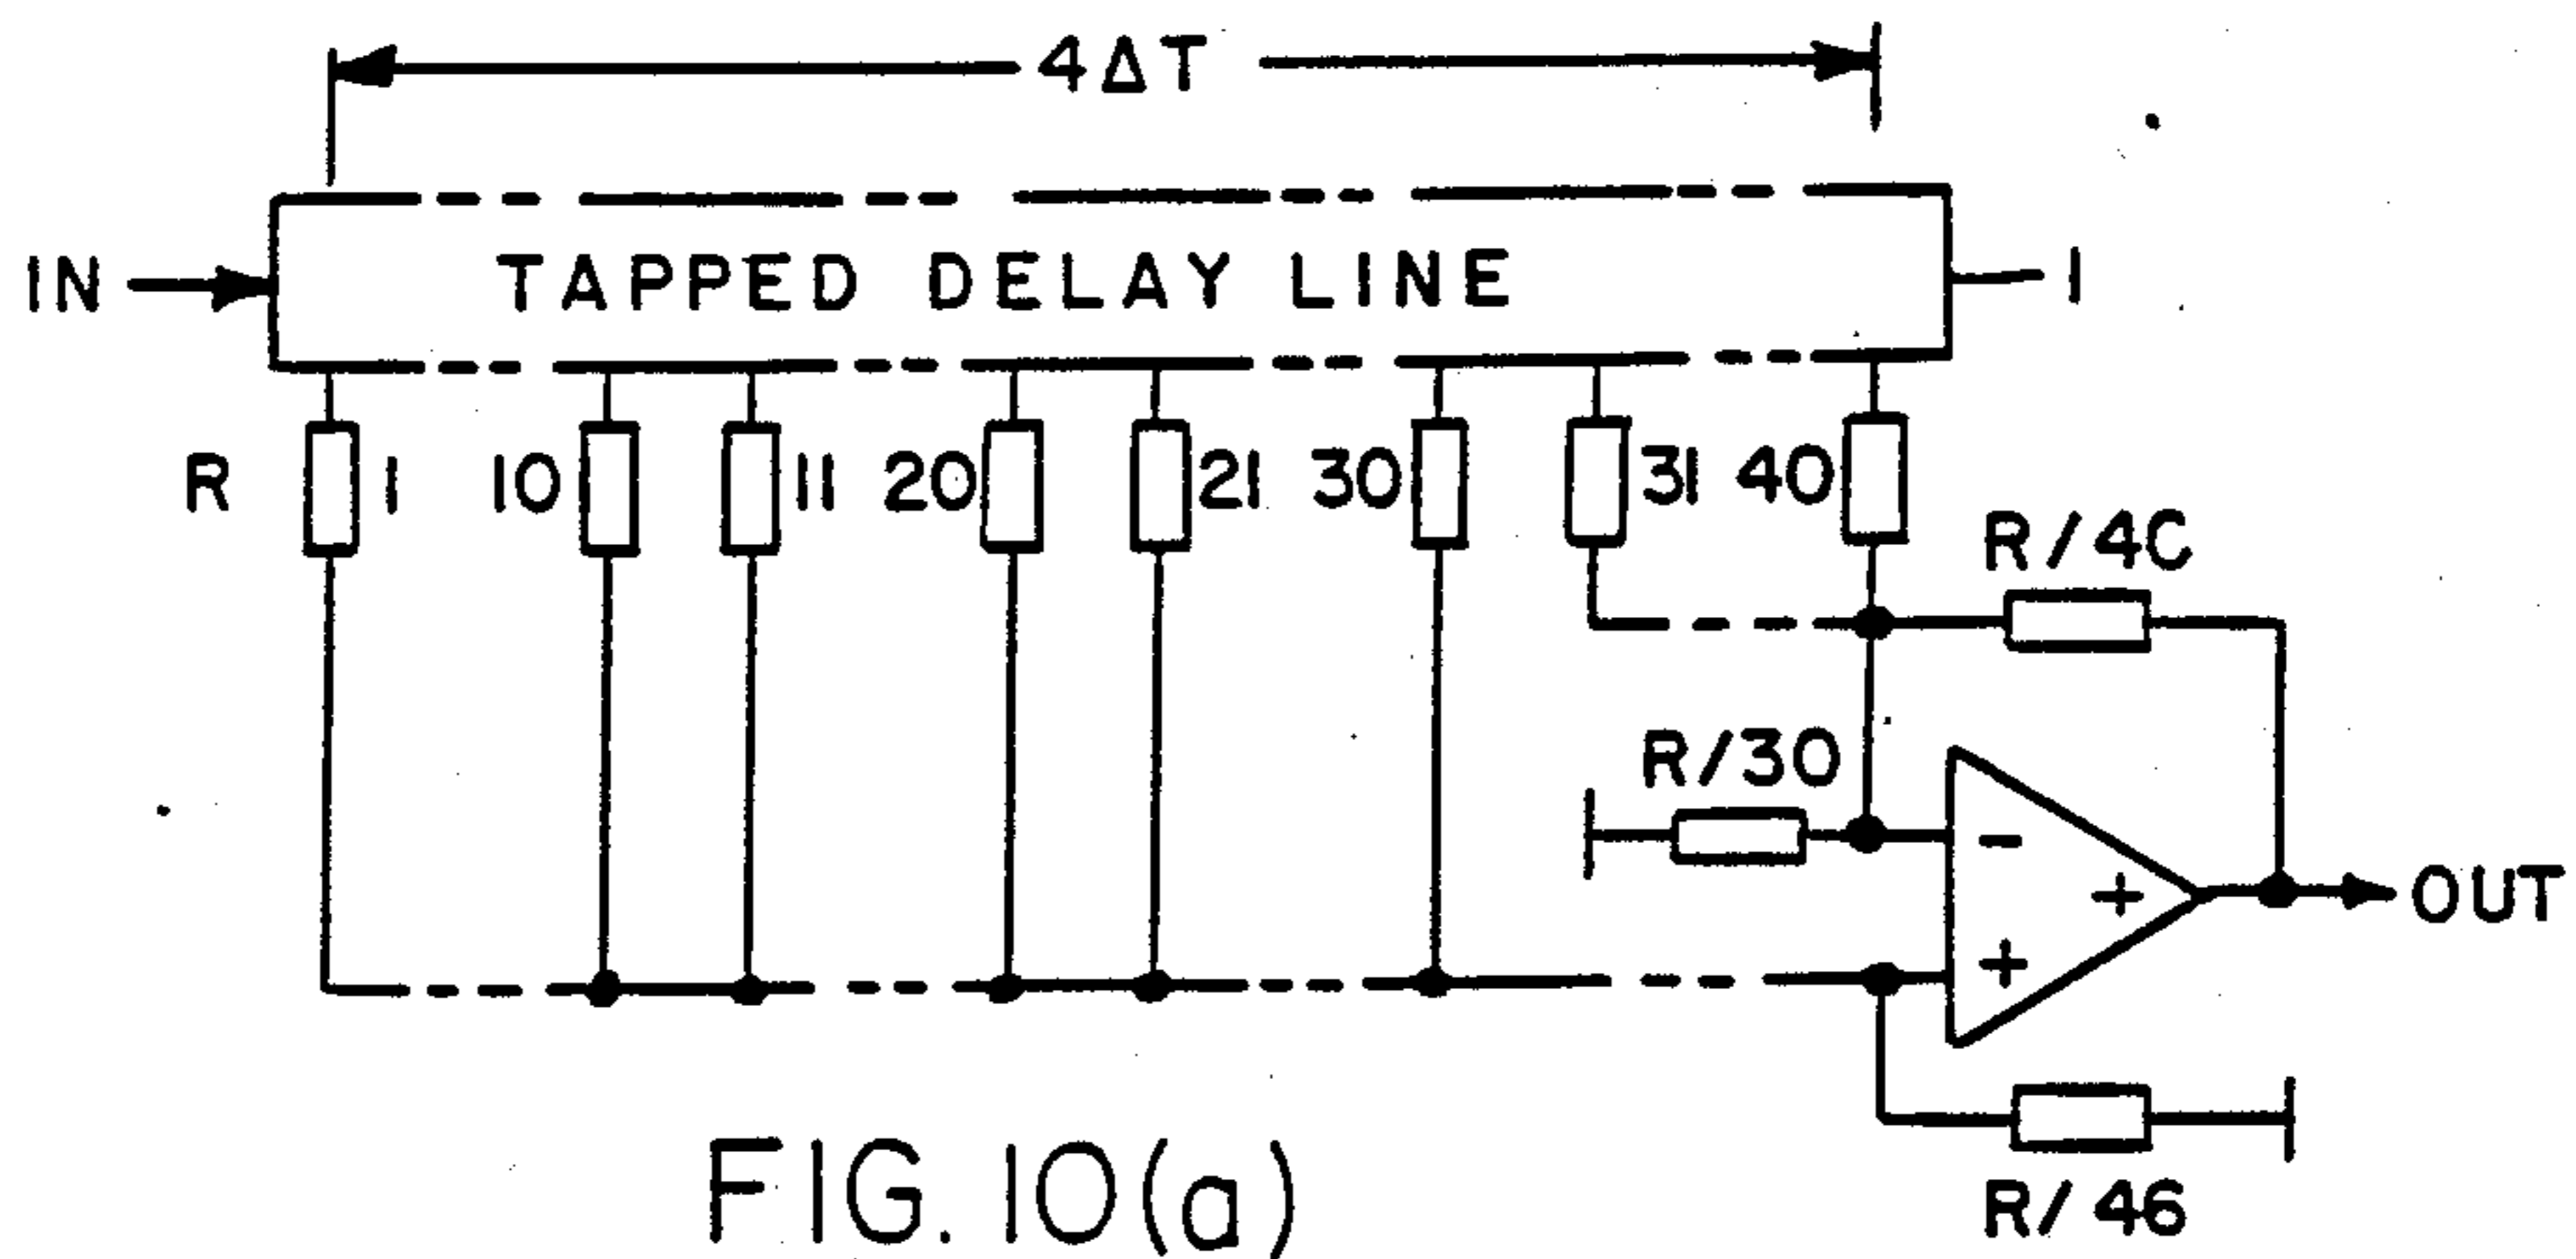 4ΔT
IN
TAPPED DELAY LINE
1
R 1 10 11 20 21 30 31 40
R/4C
R/30
-
+
+
OUT
R/46
FIG. 10(a)